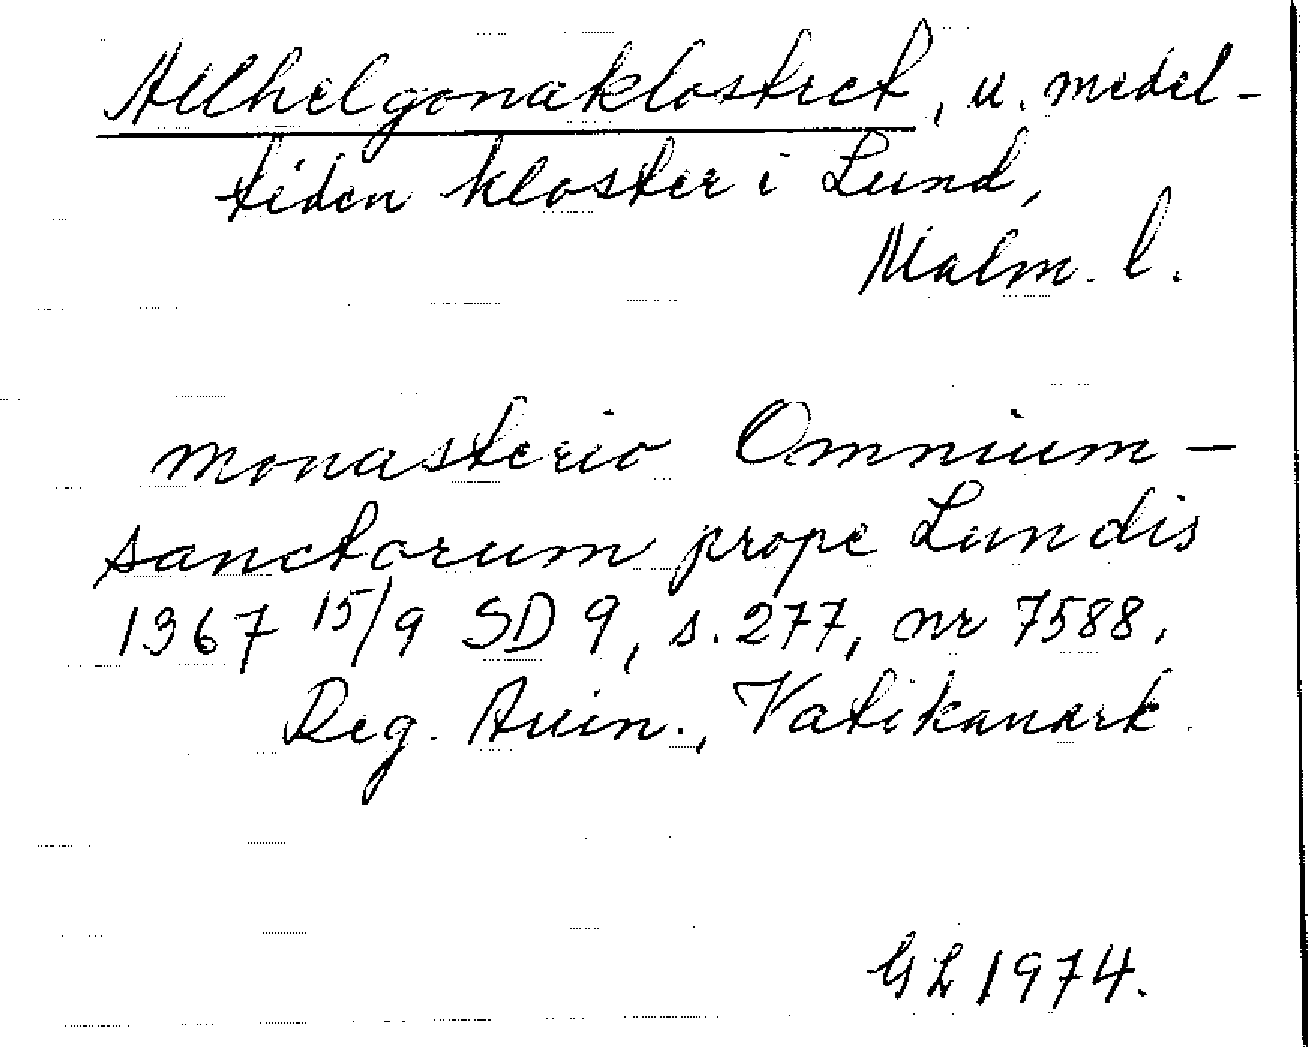 Allhelgonaklostret, u. medel-
tiden kloster i Lund,
Malm. l.
monasterio Omnium-
sanctorum prope Lundis
1367 15/9 SD 9, s. 277, nr 7588.
Reg. Avin., Vatikanark.
GL 1974.